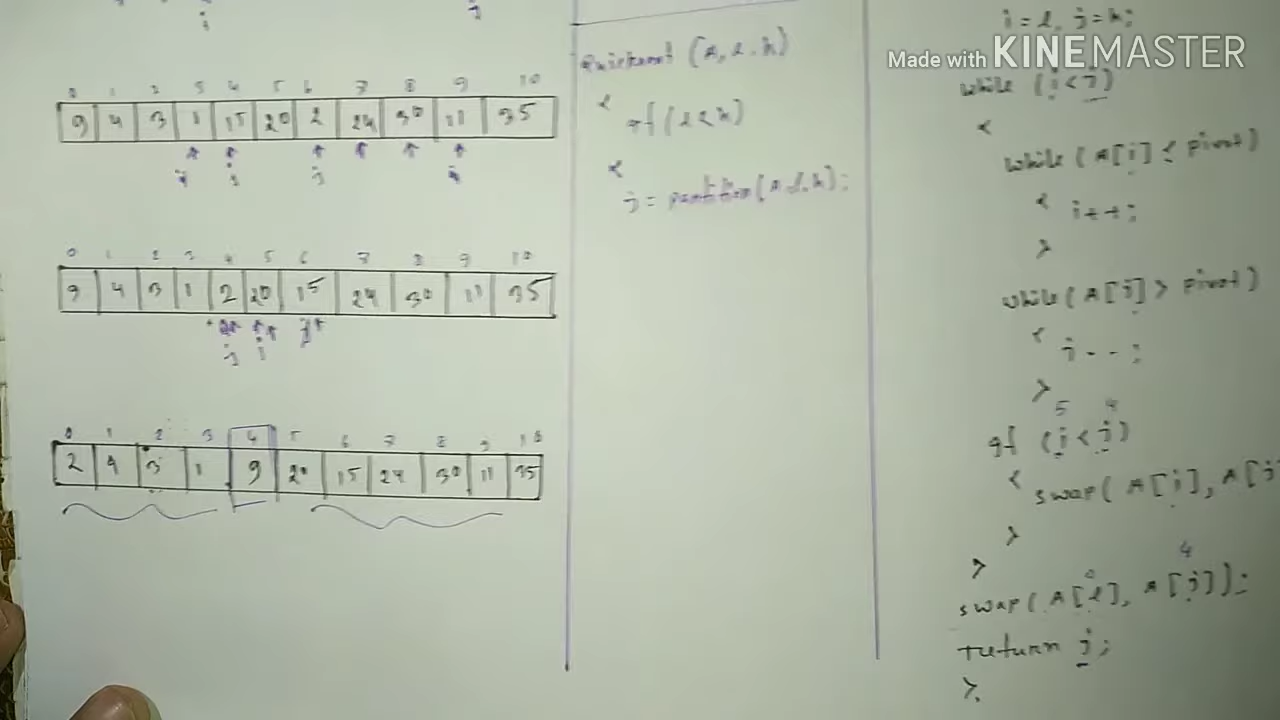 i
j
0 1 2 3 4 5 6 7 8 9 10
9 4 3 1 15 20 2 24 30 11 35
i j j i
0 1 2 3 4 5 6 7 8 9 10
9 4 3 1 2 20 15 24 30 11 35
j i j
0 1 2 3 4 5 6 7 8 9 10
2 4 3 1 9 20 15 24 30 11 35
Quicksort (A, l, h)
{
if (l < h)
{
j = partition(A, l, h);
i = l, j = h;
Made with KINEMASTER
while (i < j)
{
while (A[i] ≤ pivot)
{ i++;
}
while (A[j] > pivot)
{ j--;
}
5 4
if (i < j)
{ swap( A[i], A[j
}
}
0 4
swap( A[l], A[j]);
return j;
}